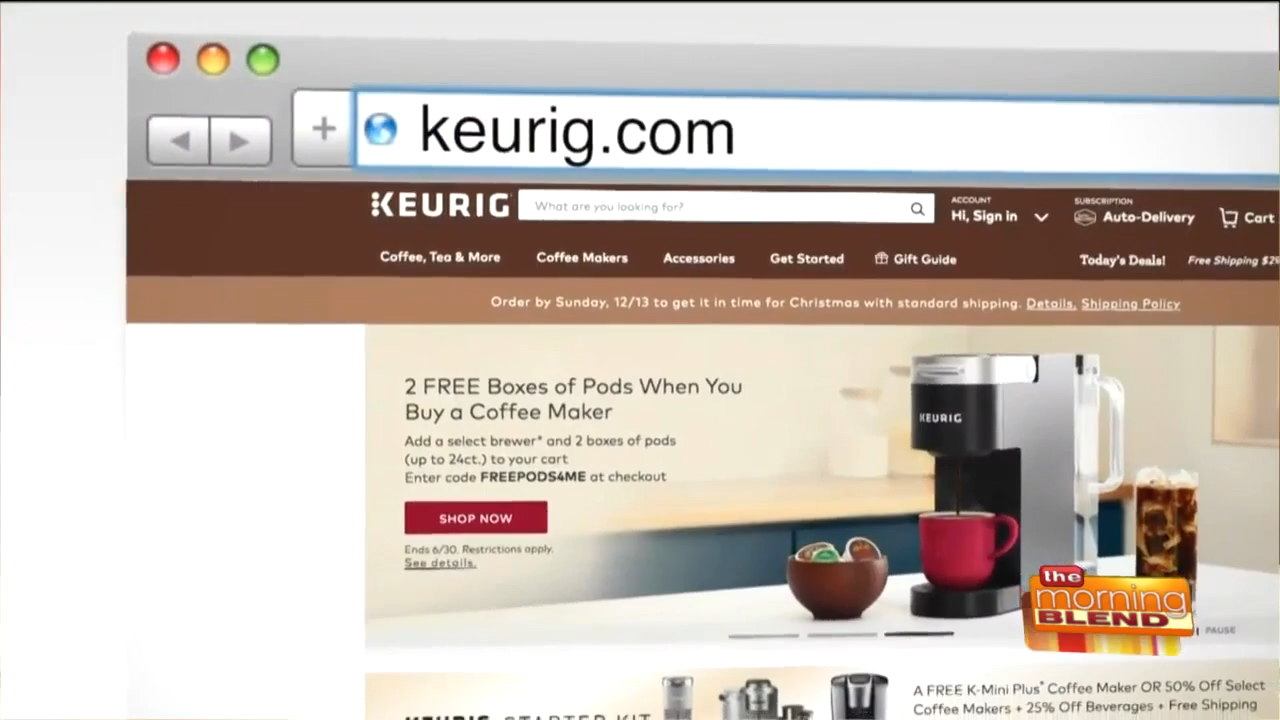 keurig.com
KEURIG
What are you looking for?
ACCOUNT
Hi, Sign in
SUBSCRIPTION
Auto-Delivery
Cart
Coffee, Tea & More
Coffee Makers
Accessories
Get Started
Gift Guide
Today's Deals!
Free Shipping $29
Order by Sunday, 12/13 to get it in time for Christmas with standard shipping. Details. Shipping Policy
2 FREE Boxes of Pods When You
Buy a Coffee Maker
Add a select brewer* and 2 boxes of pods
(up to 24ct.) to your cart
Enter code FREEPODS4ME at checkout
SHOP NOW
Ends 6/30. Restrictions apply.
See details.
KEURIG
the
morning
BLEND
PAUSE
KEURIG STARTER KIT
A FREE K-Mini Plus® Coffee Maker OR 50% Off Select
Coffee Makers + 25% Off Beverages + Free Shipping